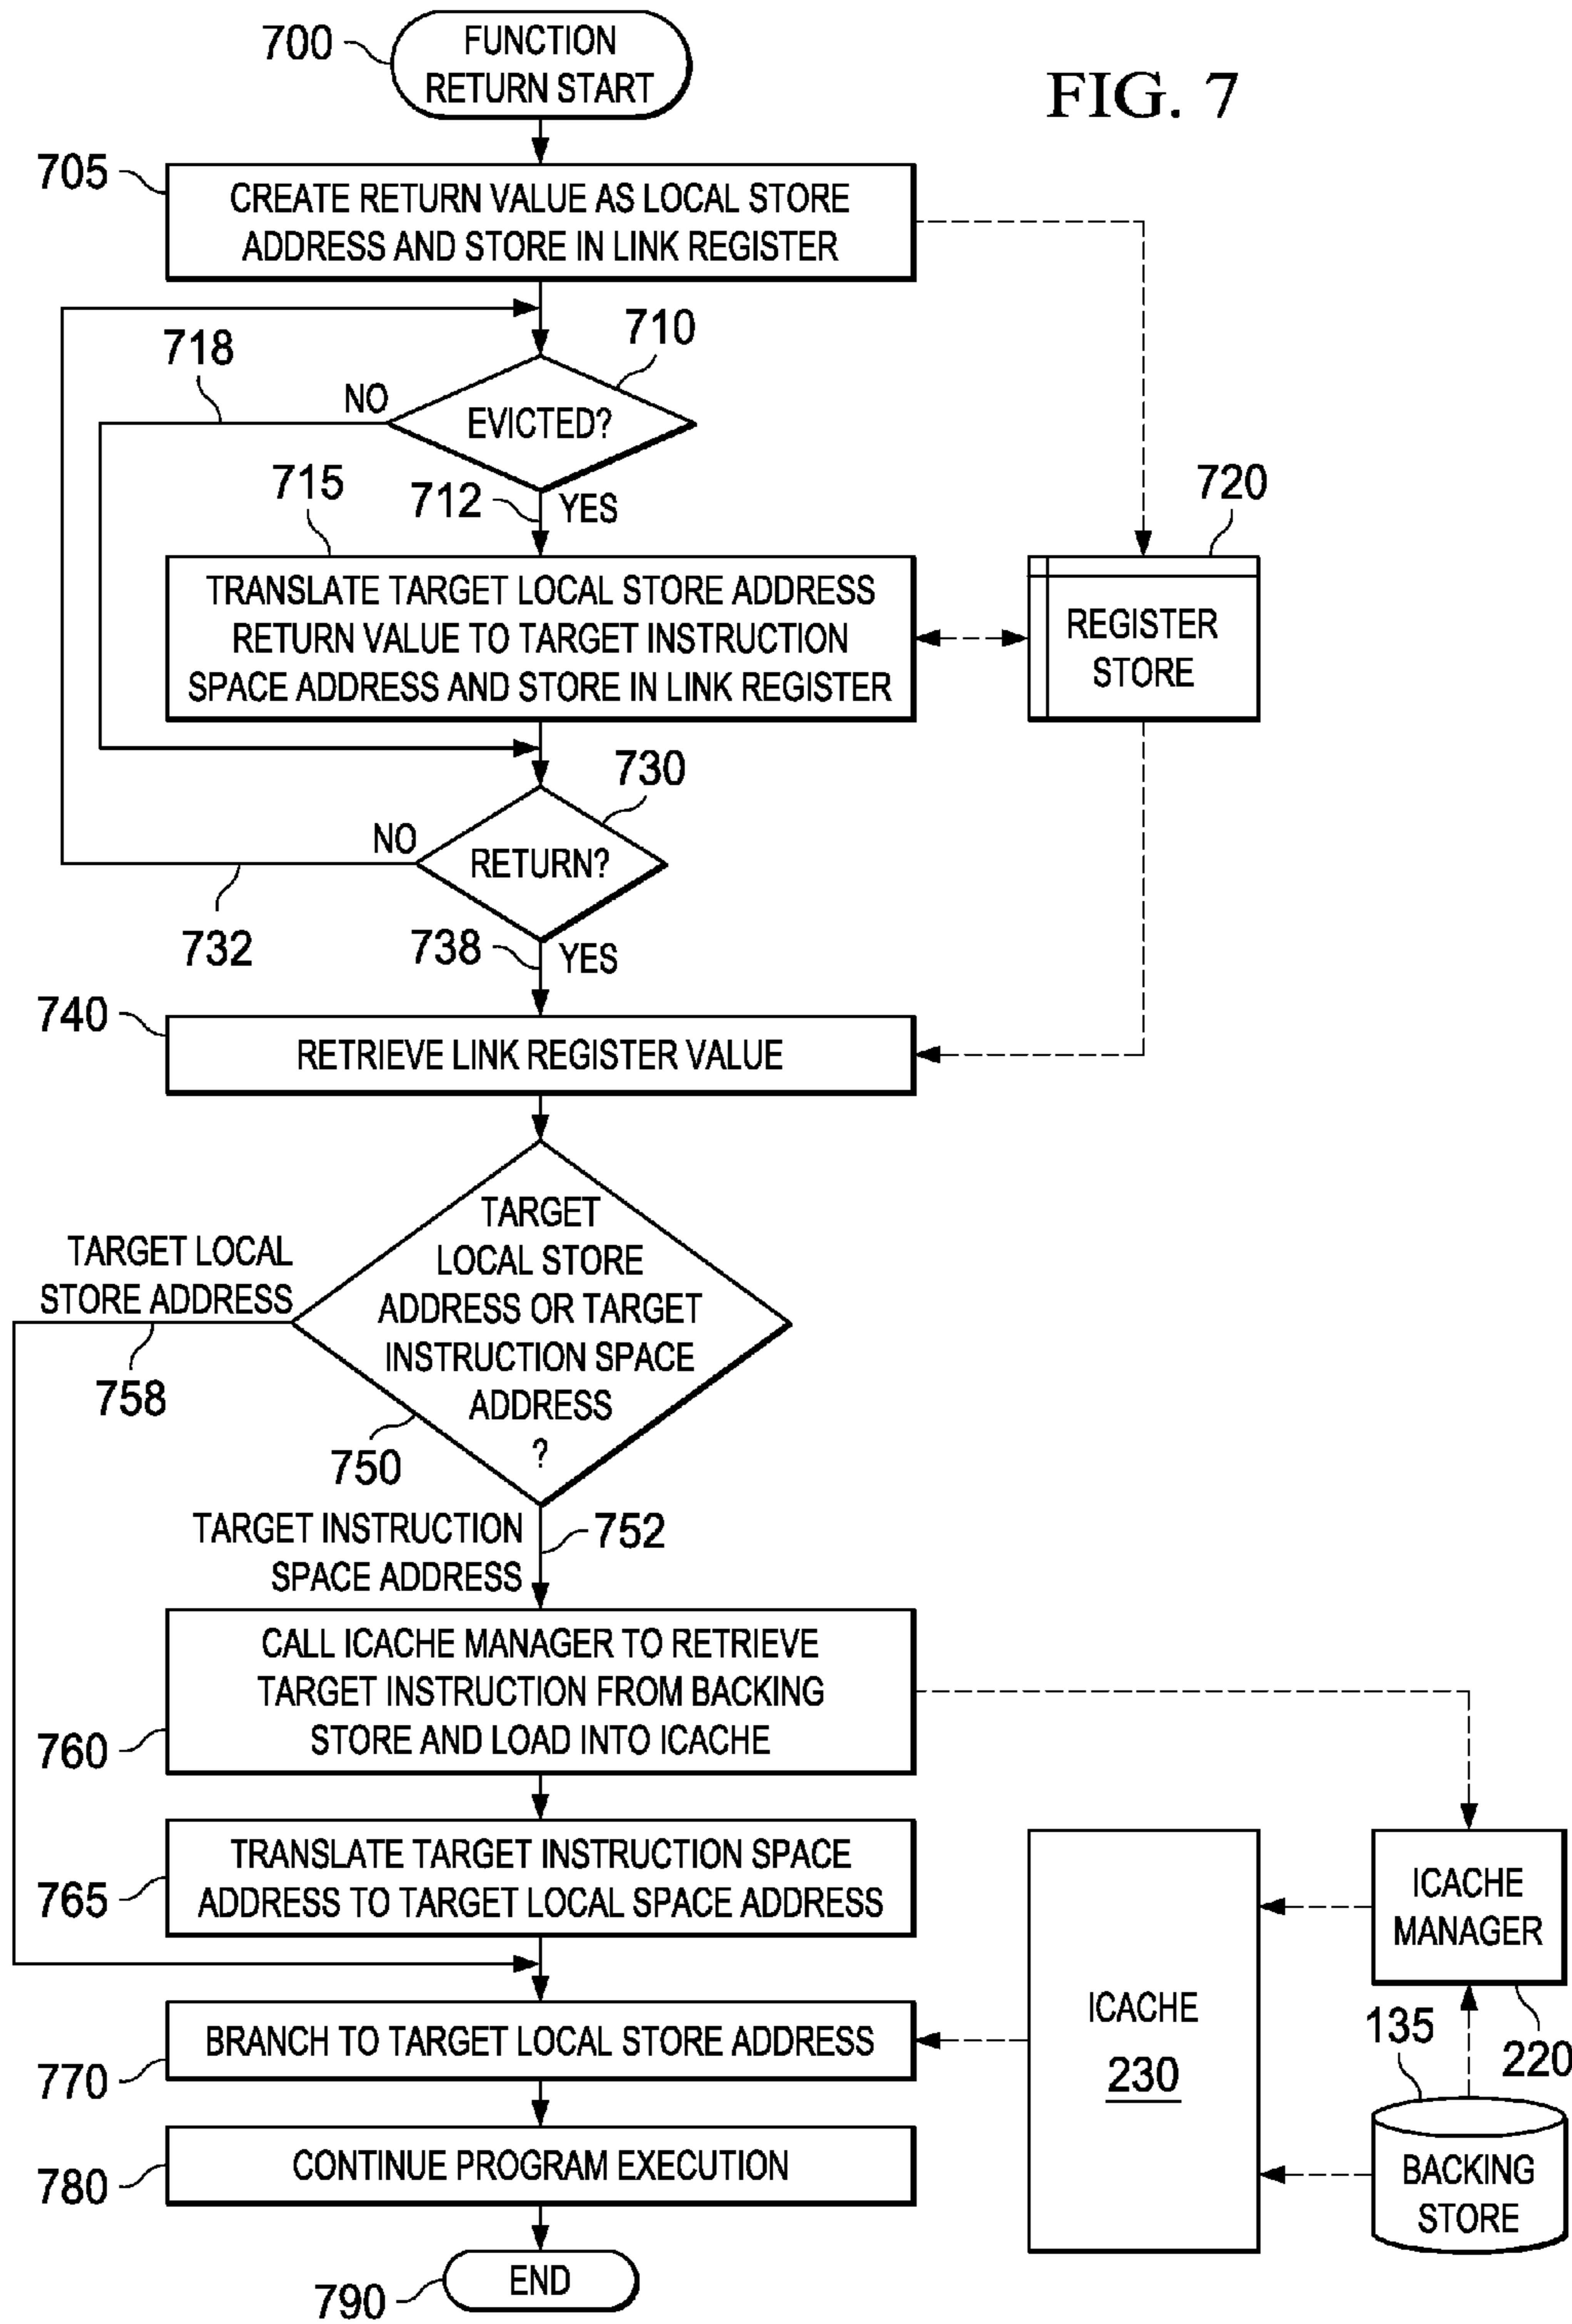 700
FUNCTION
RETURN START
FIG. 7
705
CREATE RETURN VALUE AS LOCAL STORE
ADDRESS AND STORE IN LINK REGISTER
718
710
NO
EVICTED?
715
712
YES
720
TRANSLATE TARGET LOCAL STORE ADDRESS
RETURN VALUE TO TARGET INSTRUCTION
SPACE ADDRESS AND STORE IN LINK REGISTER
REGISTER
STORE
730
NO
RETURN?
732
738
YES
740
RETRIEVE LINK REGISTER VALUE
TARGET
LOCAL STORE
ADDRESS OR TARGET
INSTRUCTION SPACE
ADDRESS
?
TARGET LOCAL
STORE ADDRESS
758
750
TARGET INSTRUCTION
SPACE ADDRESS
752
CALL ICACHE MANAGER TO RETRIEVE
TARGET INSTRUCTION FROM BACKING
STORE AND LOAD INTO ICACHE
760
TRANSLATE TARGET INSTRUCTION SPACE
ADDRESS TO TARGET LOCAL SPACE ADDRESS
765
ICACHE
MANAGER
ICACHE
230
135
220
BRANCH TO TARGET LOCAL STORE ADDRESS
770
CONTINUE PROGRAM EXECUTION
780
BACKING
STORE
END
790